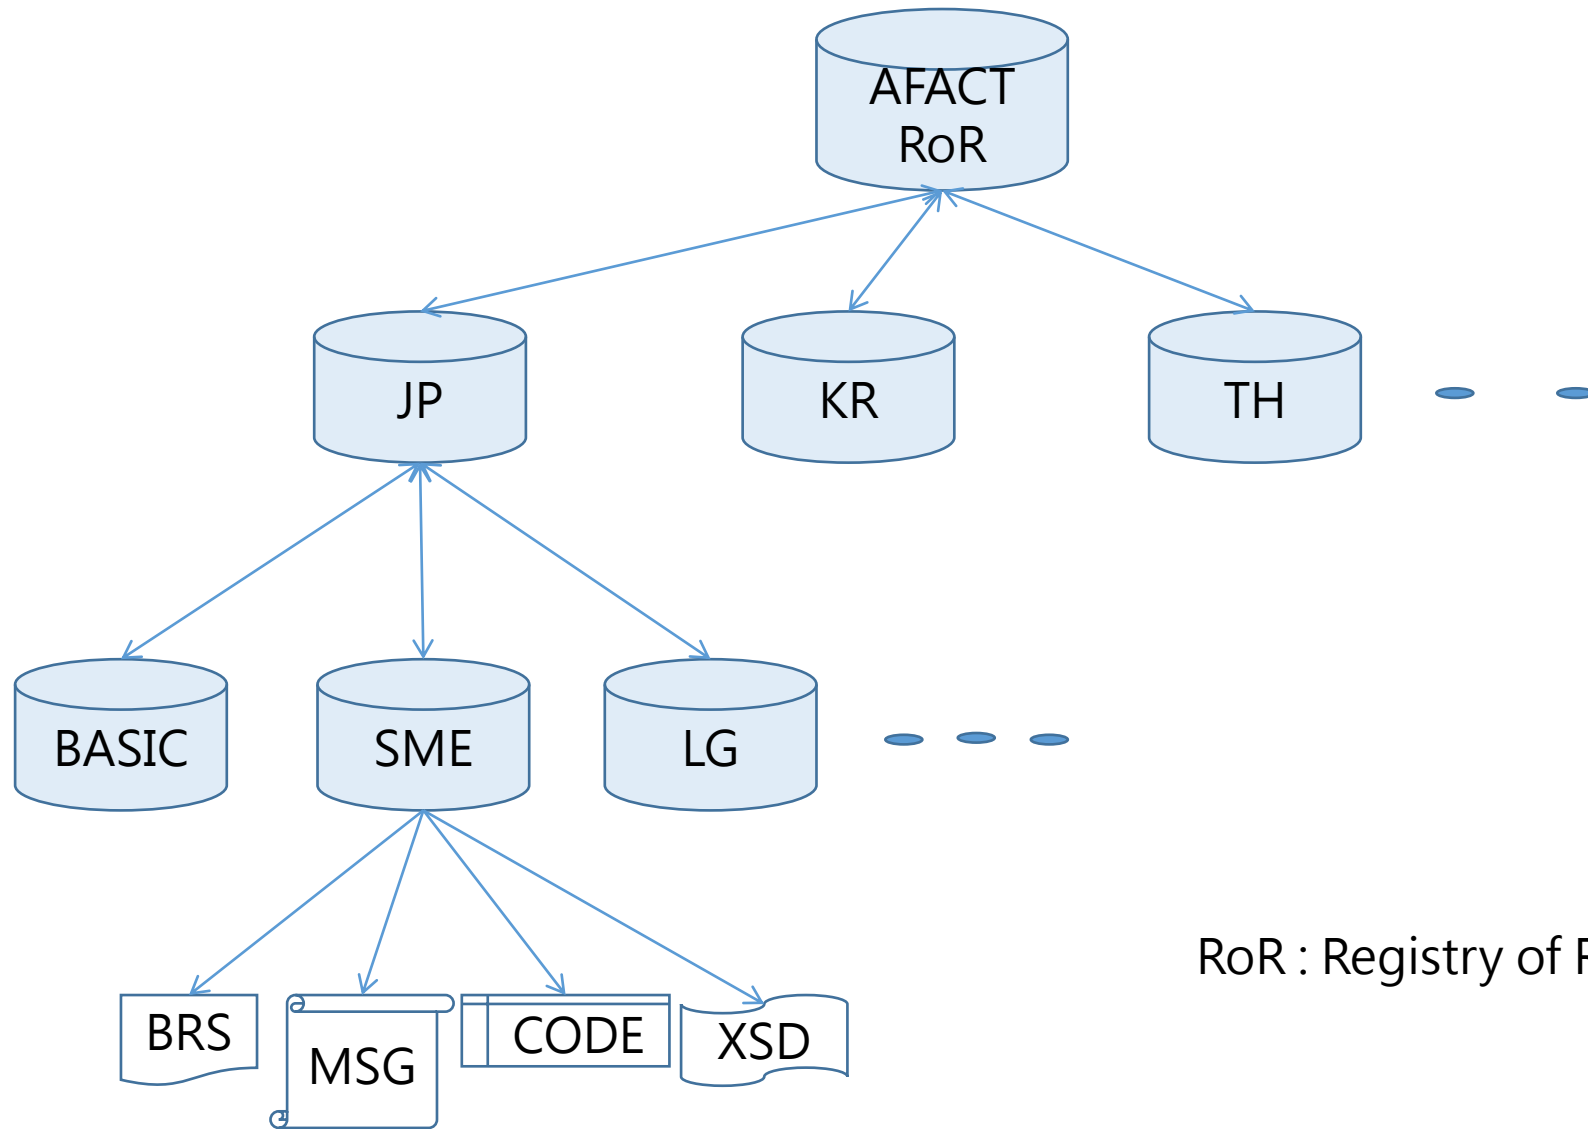 AFACT
RoR
JP
KR
TH
BASIC
SME
LG
RoR : Registry of
BRS
MSG
CODE
XSD